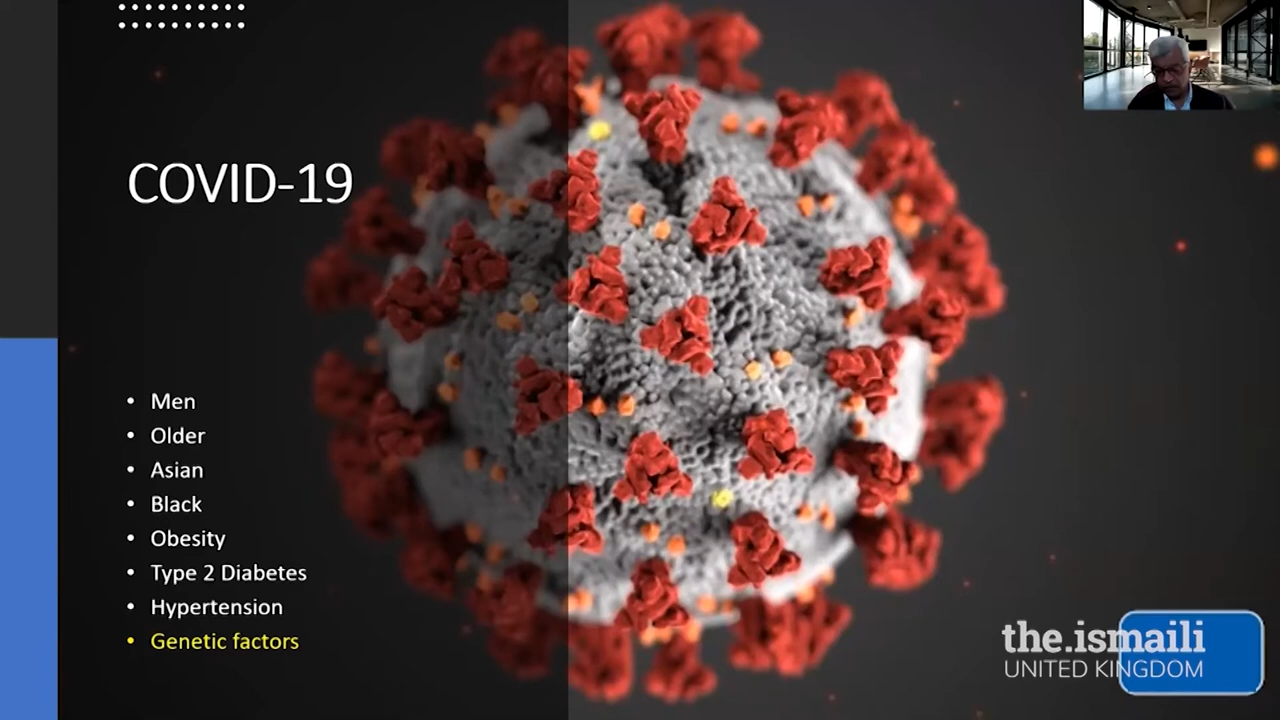 COVID-19
• Men
• Older
• Asian
• Black
• Obesity
• Type 2 Diabetes
• Hypertension
• Genetic factors
the.ismaili
UNITED KINGDOM